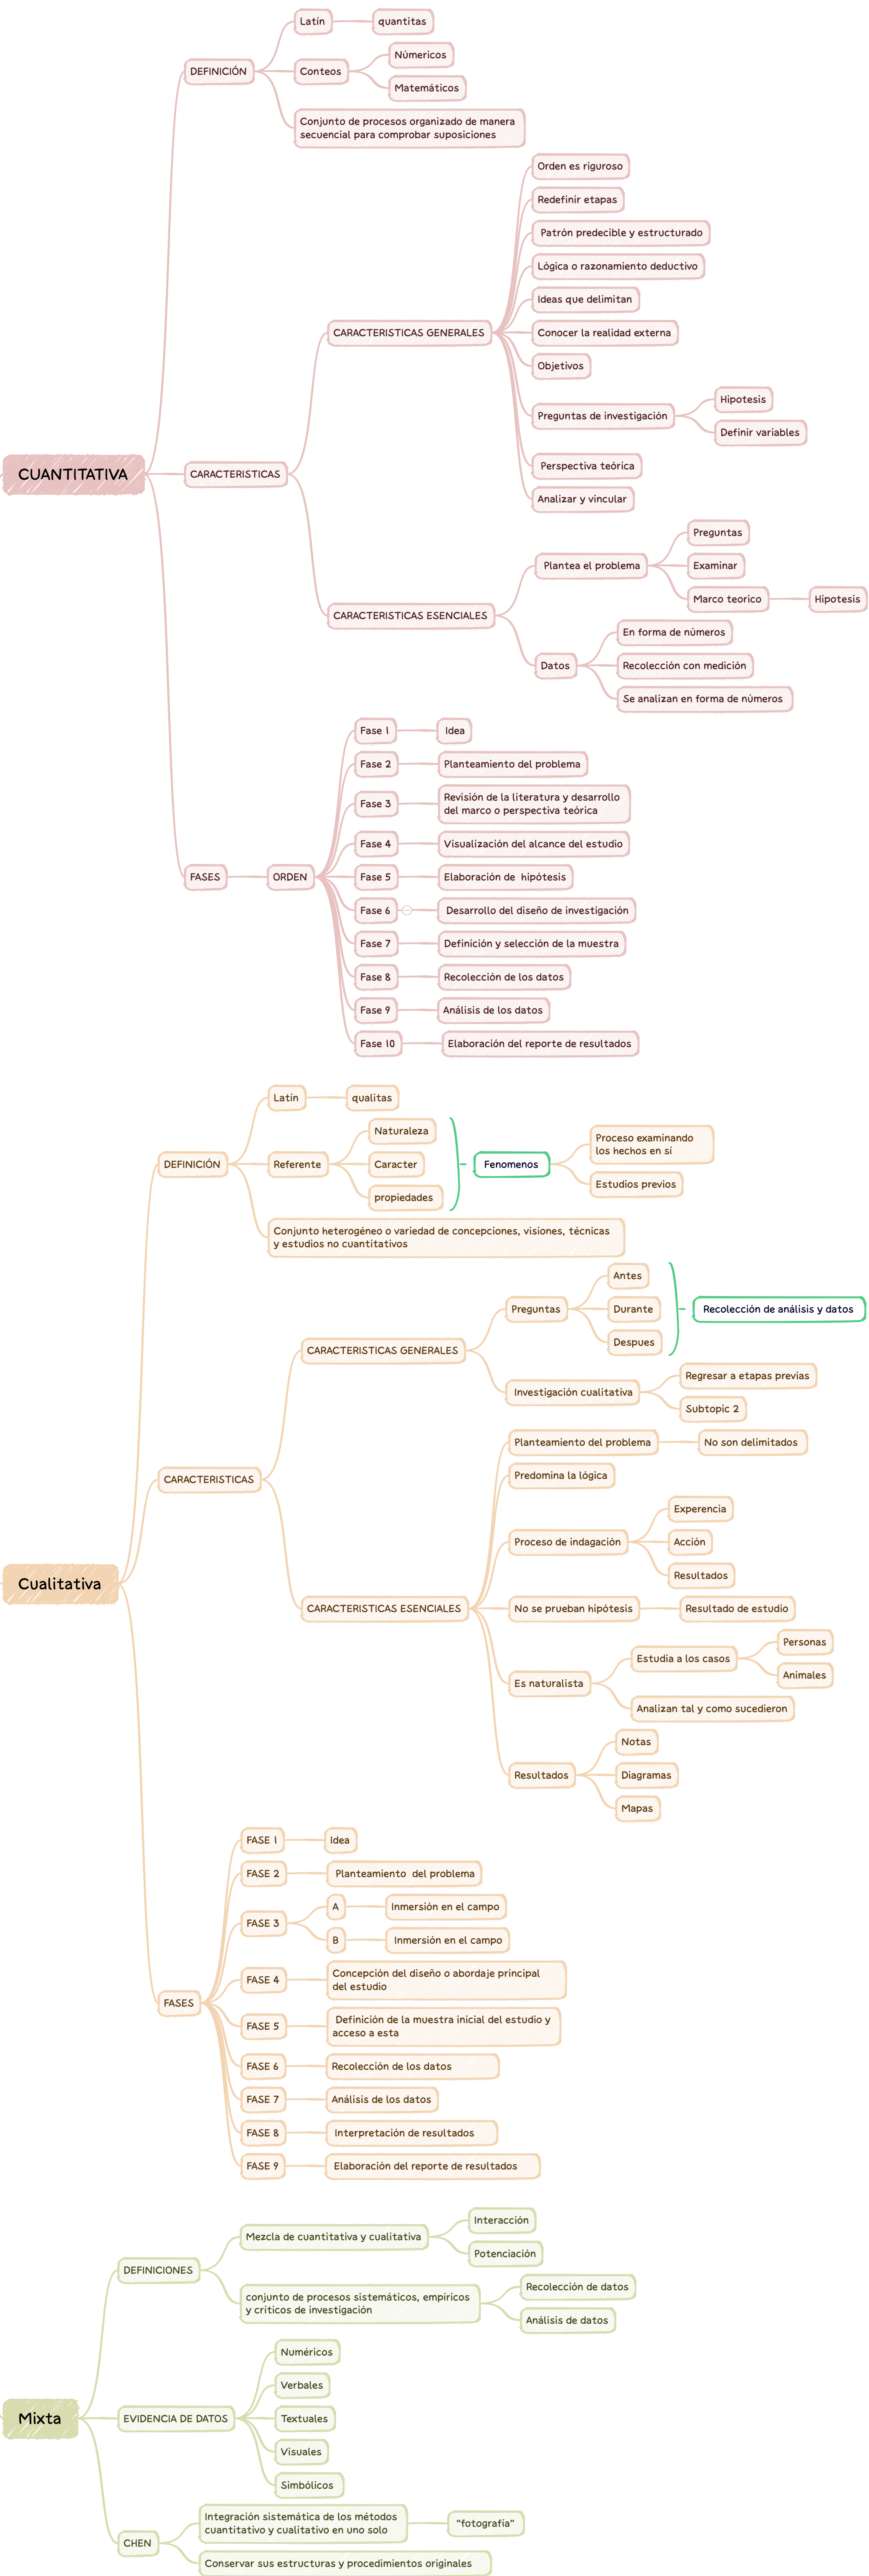 CUANTITATIVA
DEFINICIÓN
Latín
quantitas
Conteos
Númericos
Matemáticos
Conjunto de procesos organizado de manera
secuencial para comprobar suposiciones
CARACTERISTICAS
CARACTERISTICAS GENERALES
Orden es riguroso
Redefinir etapas
Patrón predecible y estructurado
Lógica o razonamiento deductivo
Ideas que delimitan
Conocer la realidad externa
Objetivos
Preguntas de investigación
Hipotesis
Definir variables
Perspectiva teórica
Analizar y vincular
CARACTERISTICAS ESENCIALES
Plantea el problema
Preguntas
Examinar
Marco teorico
Hipotesis
Datos
En forma de números
Recolección con medición
Se analizan en forma de números
FASES
ORDEN
Fase 1
Idea
Fase 2
Planteamiento del problema
Fase 3
Revisión de la literatura y desarrollo
del marco o perspectiva teórica
Fase 4
Visualización del alcance del estudio
Fase 5
Elaboración de hipótesis
Fase 6
Desarrollo del diseño de investigación
Fase 7
Definición y selección de la muestra
Fase 8
Recolección de los datos
Fase 9
Análisis de los datos
Fase 10
Elaboración del reporte de resultados
Cualitativa
DEFINICIÓN
Latín
qualitas
Referente
Naturaleza
Caracter
propiedades
Fenomenos
Proceso examinando
los hechos en sí
Estudios previos
Conjunto heterogéneo o variedad de concepciones, visiones, técnicas
y estudios no cuantitativos
CARACTERISTICAS
CARACTERISTICAS GENERALES
Preguntas
Antes
Durante
Despues
Recolección de análisis y datos
Investigación cualitativa
Regresar a etapas previas
Subtopic 2
CARACTERISTICAS ESENCIALES
Planteamiento del problema
No son delimitados
Predomina la lógica
Proceso de indagación
Experencia
Acción
Resultados
No se prueban hipótesis
Resultado de estudio
Es naturalista
Estudia a los casos
Personas
Animales
Analizan tal y como sucedieron
Resultados
Notas
Diagramas
Mapas
FASES
FASE 1
Idea
FASE 2
Planteamiento del problema
FASE 3
A
Inmersión en el campo
B
Inmersión en el campo
FASE 4
Concepción del diseño o abordaje principal
del estudio
FASE 5
Definición de la muestra inicial del estudio y
acceso a esta
FASE 6
Recolección de los datos
FASE 7
Análisis de los datos
FASE 8
Interpretación de resultados
FASE 9
Elaboración del reporte de resultados
Mixta
DEFINICIONES
Mezcla de cuantitativa y cualitativa
Interacción
Potenciación
conjunto de procesos sistemáticos, empíricos
y críticos de investigación
Recolección de datos
Análisis de datos
EVIDENCIA DE DATOS
Numéricos
Verbales
Textuales
Visuales
Simbólicos
CHEN
Integración sistemática de los métodos
cuantitativo y cualitativo en uno solo
"fotografía"
Conservar sus estructuras y procedimientos originales